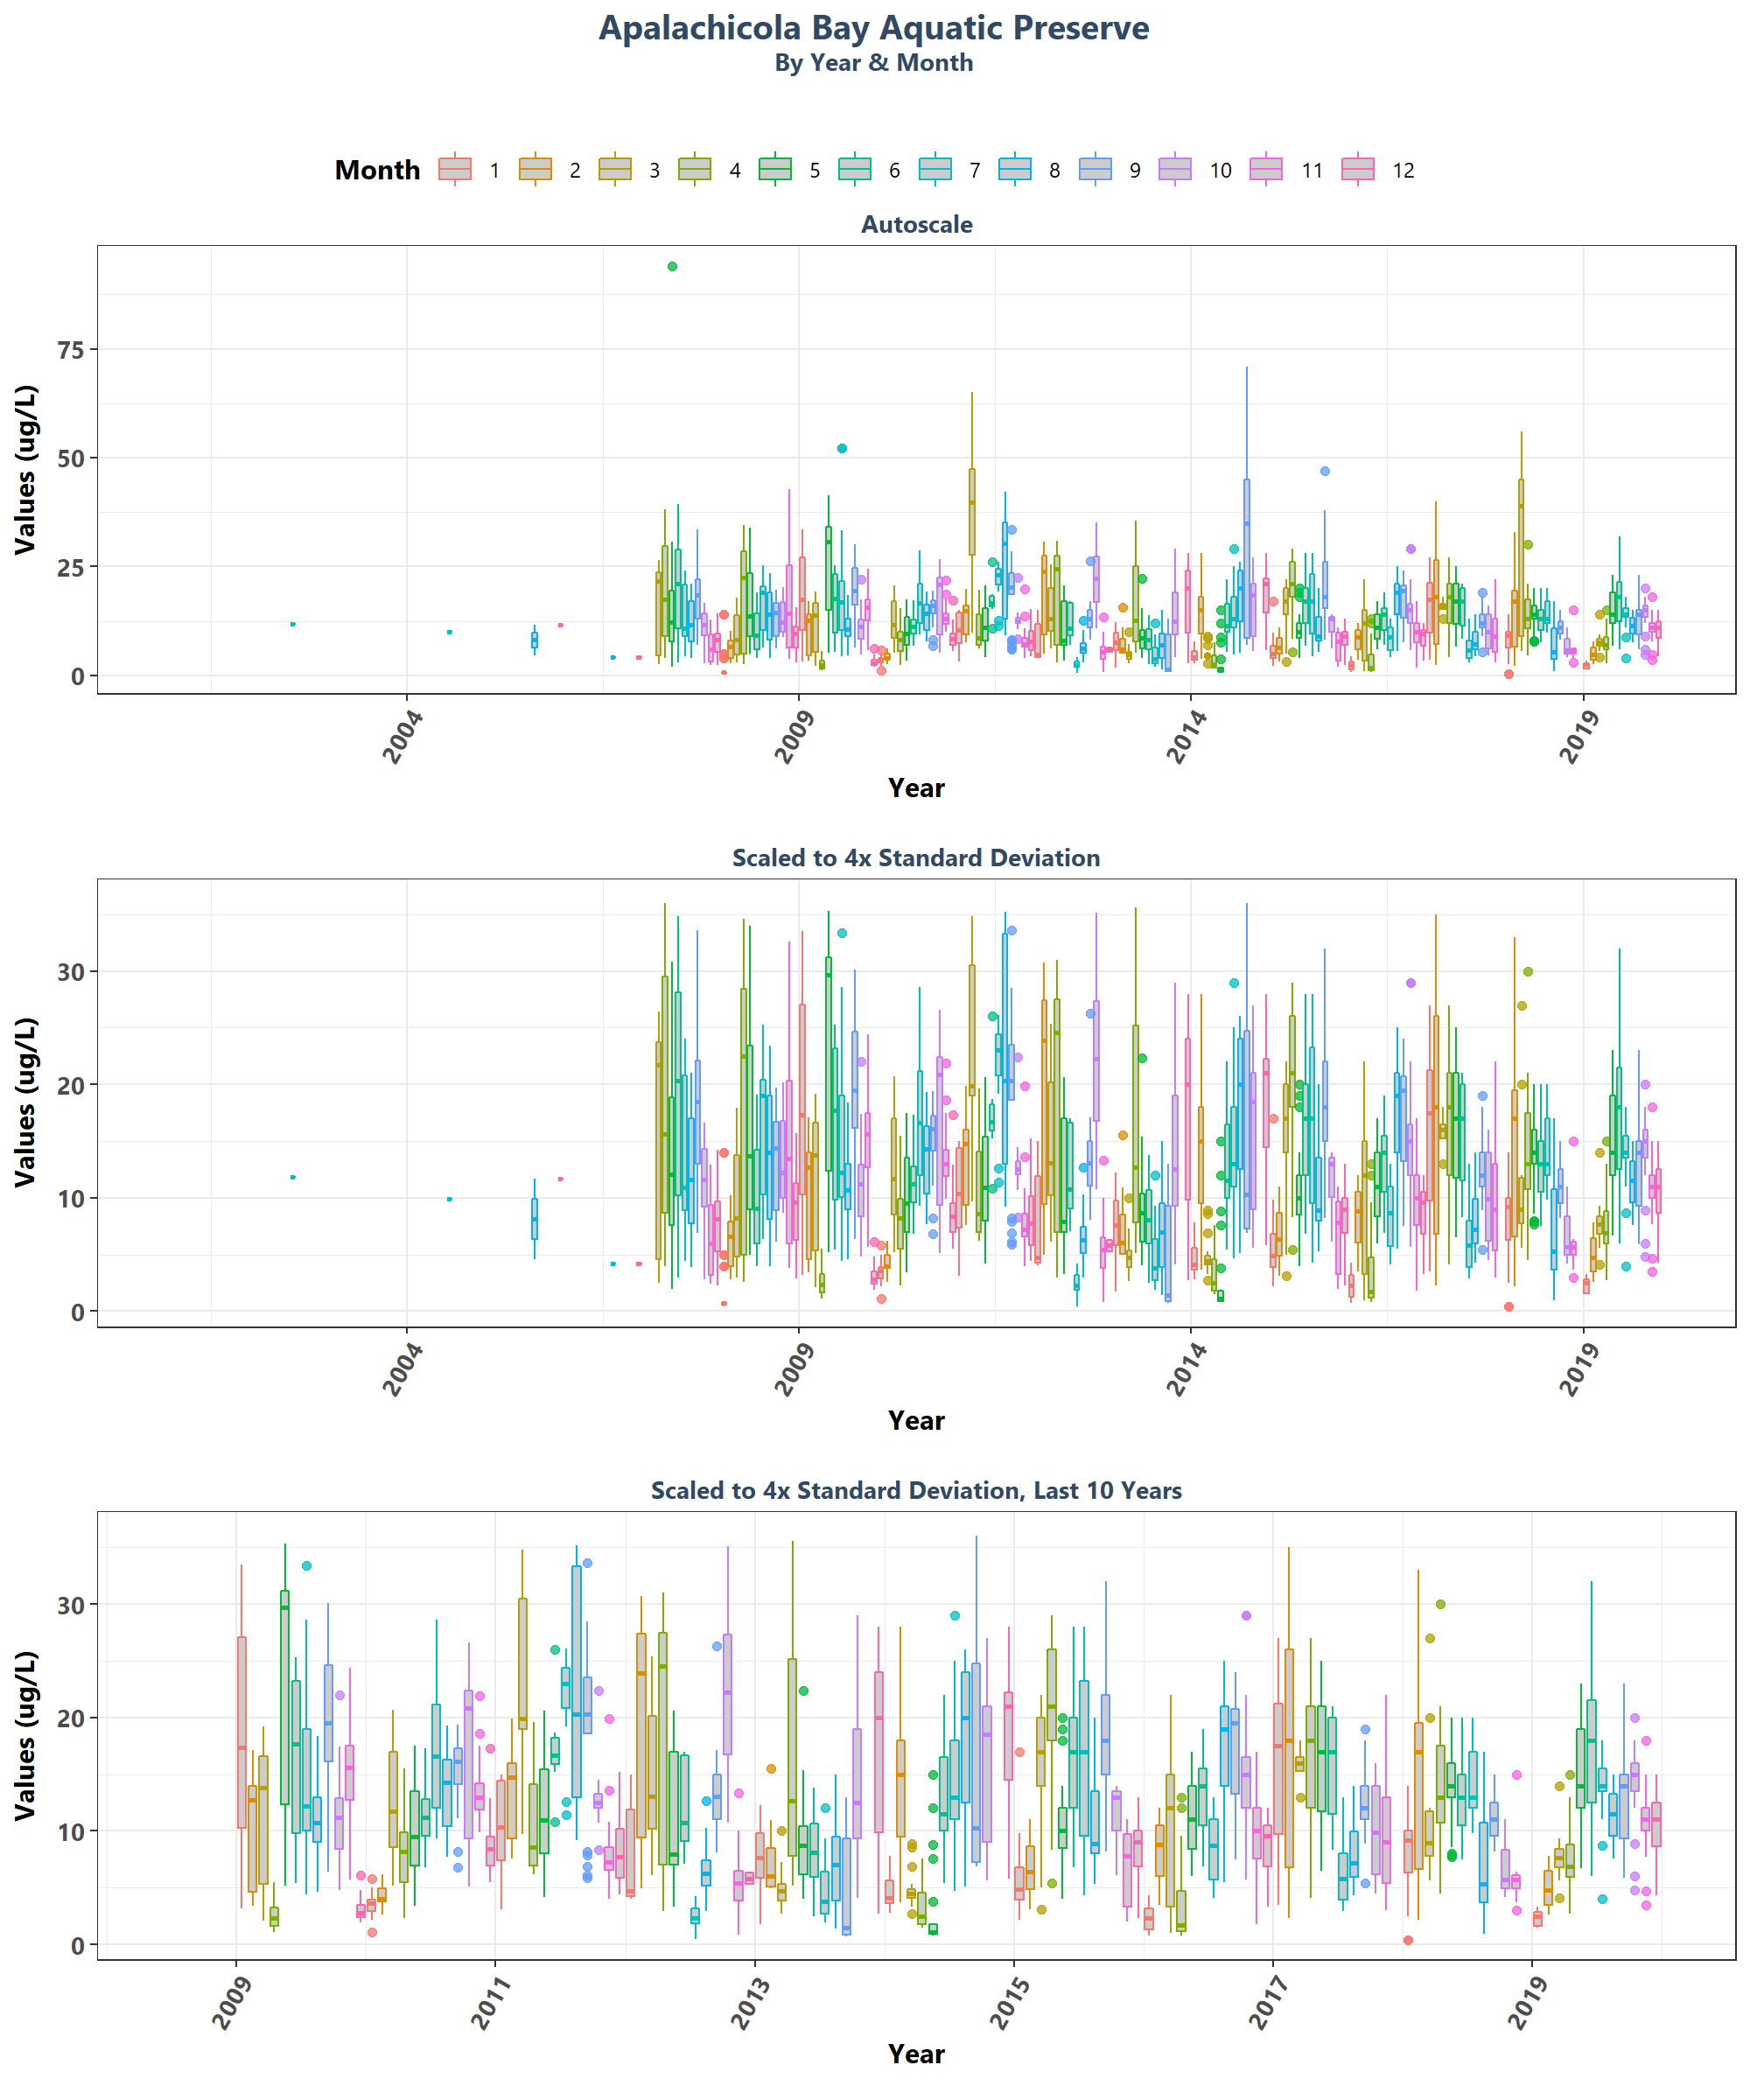 Apalachicola Bay Aquatic Preserve
By Year & Month
Month 1 2 3 4 5 6 7 8 9 10 11 12
Autoscale
Values (ug/L)
75
50
25
0
2004 2009 2014 2019
Year
Scaled to 4x Standard Deviation
Values (ug/L)
30
20
10
0
2004 2009 2014 2019
Year
Scaled to 4x Standard Deviation, Last 10 Years
Values (ug/L)
30
20
10
0
2009 2011 2013 2015 2017 2019
Year